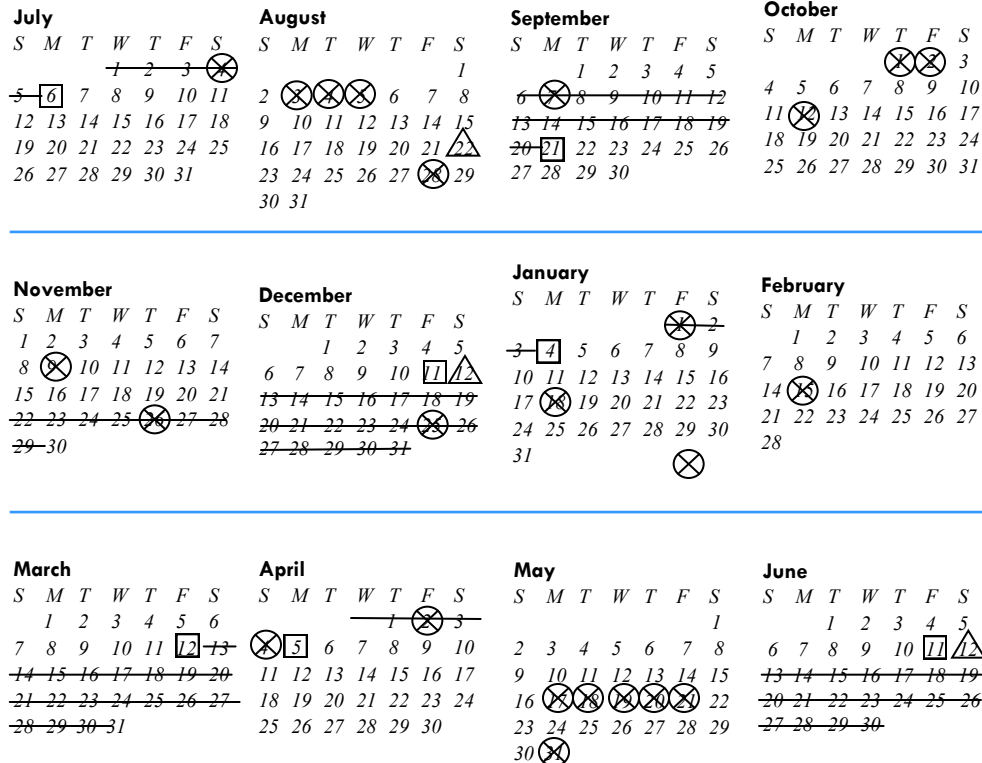 July
S M T W T F S
1 2 3 4
5 6 7 8 9 10 11
12 13 14 15 16 17 18
19 20 21 22 23 24 25
26 27 28 29 30 31
August
S M T W T F S
1
2 3 4 5 6 7 8
9 10 11 12 13 14 15
16 17 18 19 20 21 22
23 24 25 26 27 28 29
30 31
September
S M T W T F S
1 2 3 4 5
6 7 8 9 10 11 12
13 14 15 16 17 18 19
20 21 22 23 24 25 26
27 28 29 30
October
S M T W T F S
1 2 3
4 5 6 7 8 9 10
11 12 13 14 15 16 17
18 19 20 21 22 23 24
25 26 27 28 29 30 31
November
S M T W T F S
1 2 3 4 5 6 7
8 9 10 11 12 13 14
15 16 17 18 19 20 21
22 23 24 25 26 27 28
29 30
December
S M T W T F S
1 2 3 4 5
6 7 8 9 10 11 12
13 14 15 16 17 18 19
20 21 22 23 24 25 26
27 28 29 30 31
January
S M T W T F S
1 2
3 4 5 6 7 8 9
10 11 12 13 14 15 16
17 18 19 20 21 22 23
24 25 26 27 28 29 30
31
February
S M T W T F S
1 2 3 4 5 6
7 8 9 10 11 12 13
14 15 16 17 18 19 20
21 22 23 24 25 26 27
28
March
S M T W T F S
1 2 3 4 5 6
7 8 9 10 11 12 13
14 15 16 17 18 19 20
21 22 23 24 25 26 27
28 29 30 31
April
S M T W T F S
1 2 3
4 5 6 7 8 9 10
11 12 13 14 15 16 17
18 19 20 21 22 23 24
25 26 27 28 29 30
May
S M T W T F S
1
2 3 4 5 6 7 8
9 10 11 12 13 14 15
16 17 18 19 20 21 22
23 24 25 26 27 28 29
30 31
June
S M T W T F S
1 2 3 4 5
6 7 8 9 10 11 12
13 14 15 16 17 18 19
20 21 22 23 24 25 26
27 28 29 30